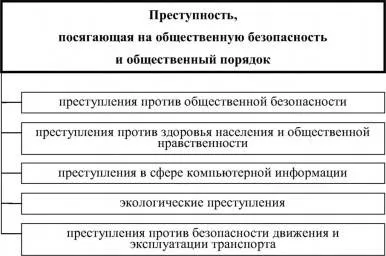 Преступность,
посягающая на общественную безопасность
и общественный порядок
преступления против общественной безопасности
преступления против здоровья населения и общественной
нравственности
преступления в сфере компьютерной информации
экологические преступления
преступления против безопасности движения и
эксплуатации транспорта